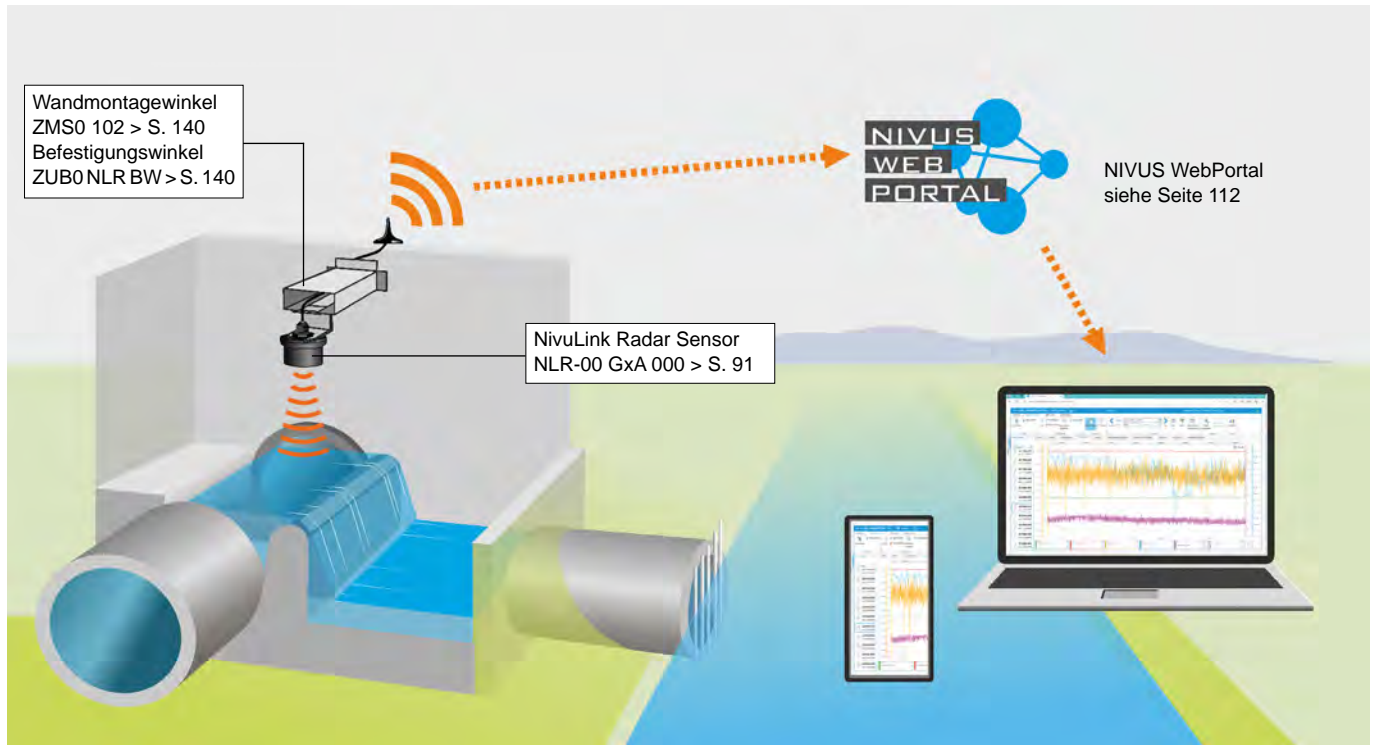 Wandmontagewinkel
ZMS0 102 > S. 140
Befestigungswinkel
ZUB0 NLR BW > S. 140
NIVUS
WEB
PORTAL
NIVUS WebPortal
siehe Seite 112
NivuLink Radar Sensor
NLR-00 GxA 000 > S. 91